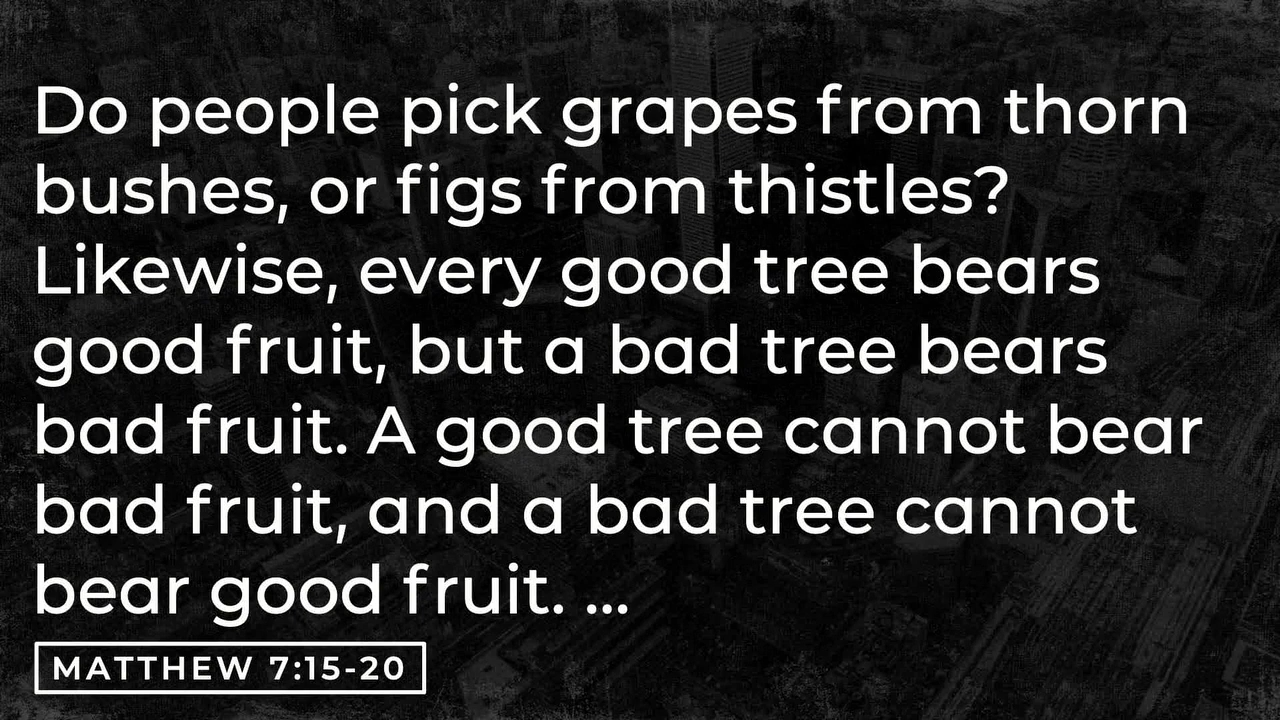 Do people pick grapes from thorn
bushes, or figs from thistles?
Likewise, every good tree bears
good fruit, but a bad tree bears
bad fruit. A good tree cannot bear
bad fruit, and a bad tree cannot
bear good fruit. ...
MATTHEW 7:15-20